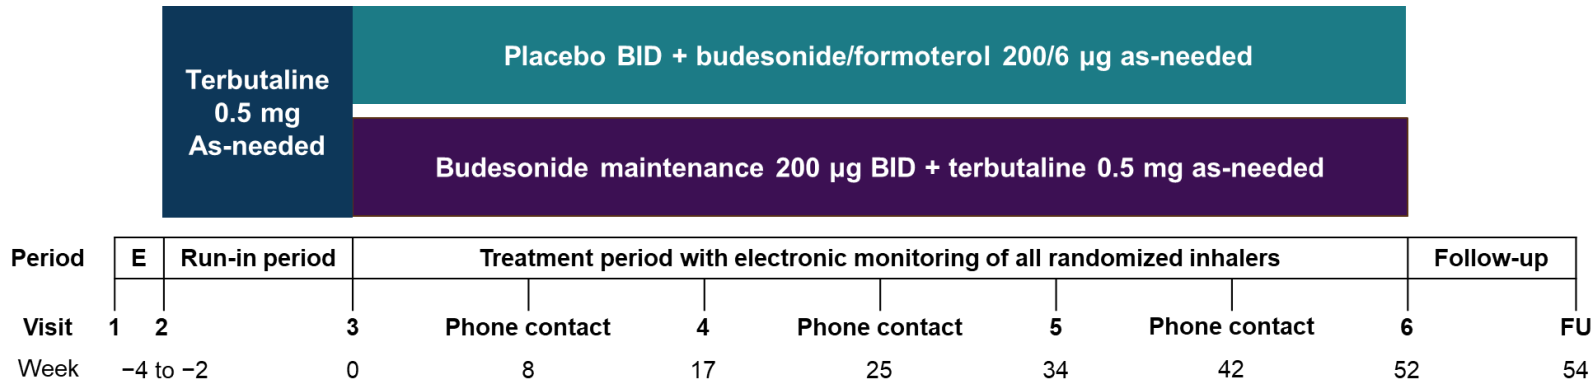 Terbutaline
0.5 mg
As-needed
Placebo BID + budesonide/formoterol 200/6 µg as-needed
Budesonide maintenance 200 µg BID + terbutaline 0.5 mg as-needed
Period E Run-in period Treatment period with electronic monitoring of all randomized inhalers Follow-up
Visit 1 2 3 Phone contact 4 Phone contact 5 Phone contact 6 FU
Week −4 to −2 0 8 17 25 34 42 52 54